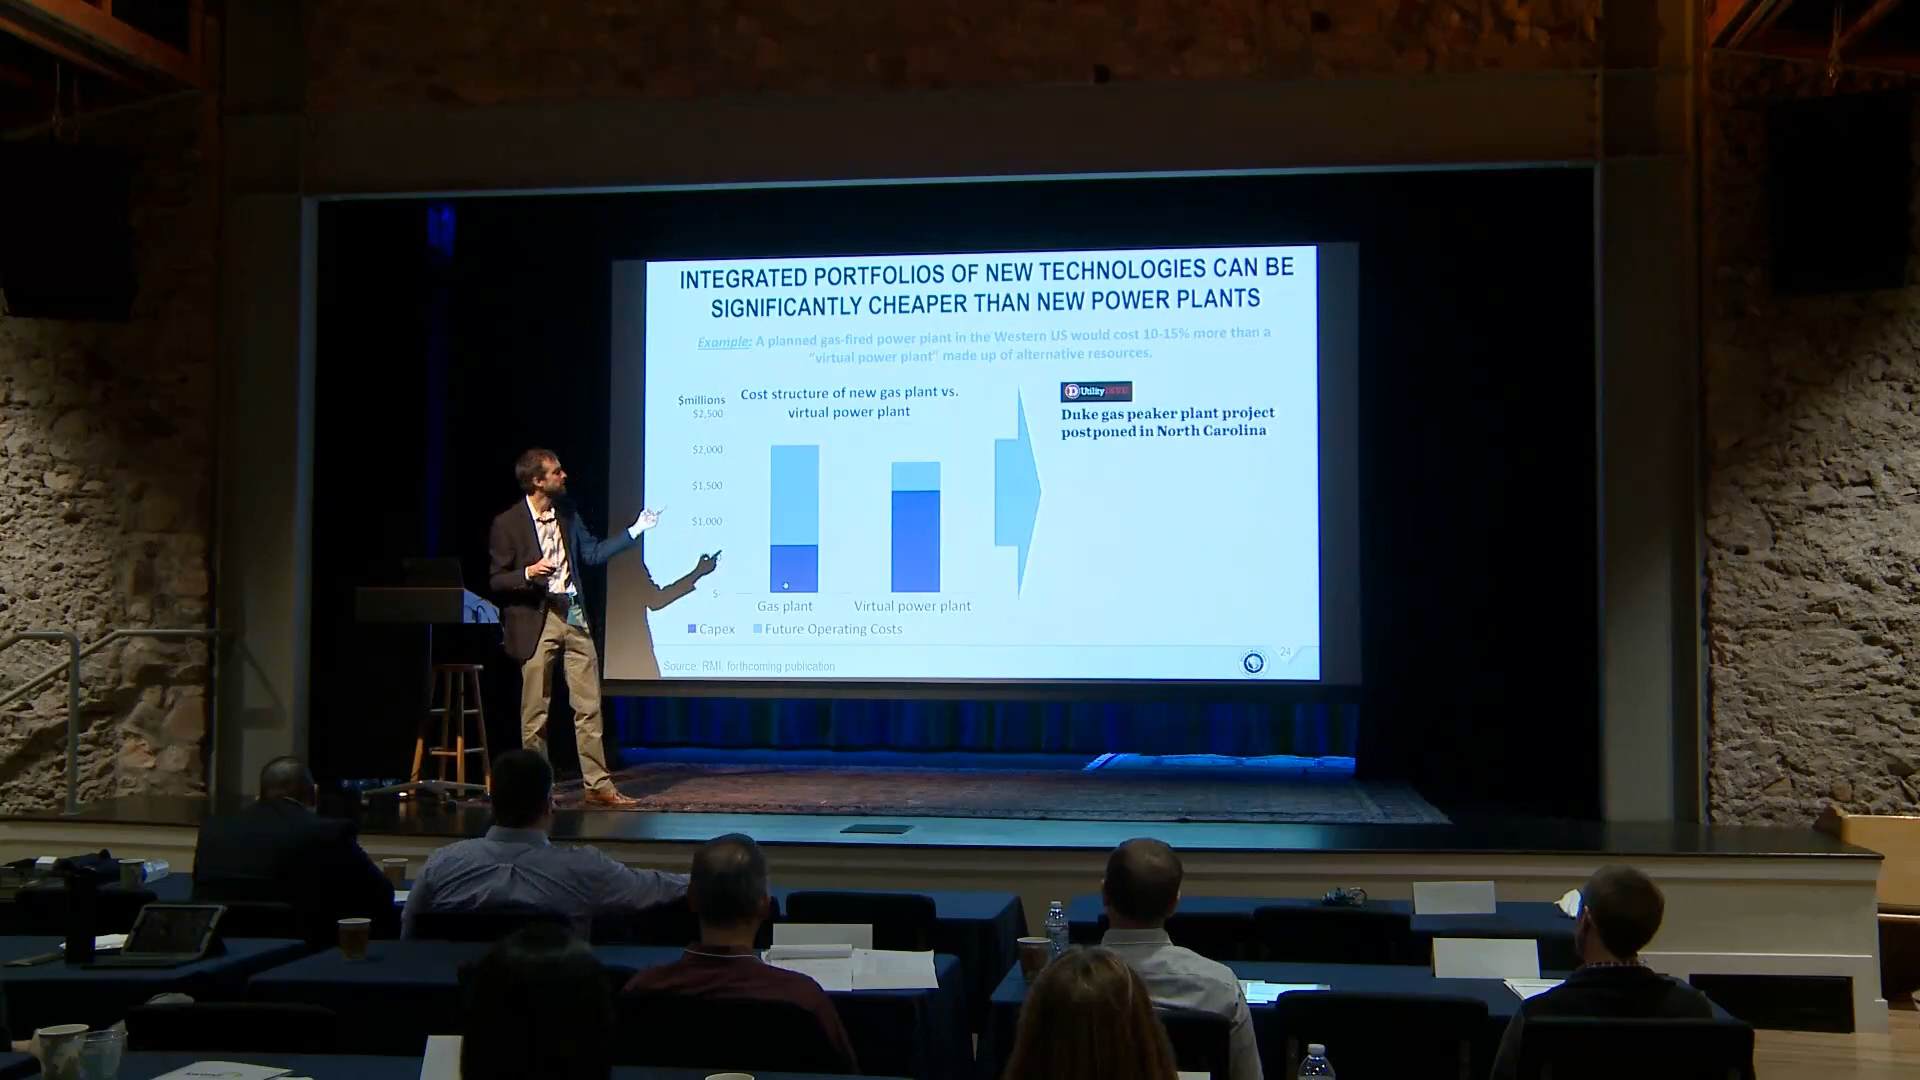 INTEGRATED PORTFOLIOS OF NEW TECHNOLOGIES CAN BE
SIGNIFICANTLY CHEAPER THAN NEW POWER PLANTS
Example: A planned gas-fired power plant in the Western US would cost 10-15% more than a
"virtual power plant" made up of alternative resources.
$millions
Cost structure of new gas plant vs.
virtual power plant
$2,500
$2,000
$1,500
$1,000
$-
Gas plant
Virtual power plant
Capex
Future Operating Costs
Utility DIVE
Duke gas peaker plant project
postponed in North Carolina
Source: RMI, forthcoming publication
24